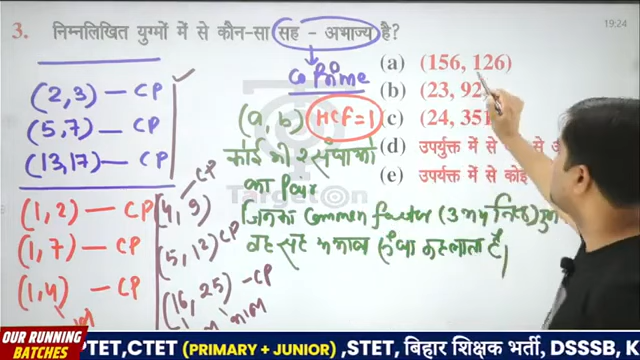 3. निम्नलिखित युग्मों में से कौन-सा सह - अभाज्य है?
19:24
Co Prime
(a) (156, 126)
(b) (23, 92
(c) (24, 351
(d) उपर्युक्त में से
(e) उपर्युक्त में से कोई
(2,3) — CP
(5,7) — CP
(13,17) — CP
(a, b) HCF=1
कोई भी 2 संख्याओं
का Pair
जिनका Common factor (
वह सह कहलाता है।
(1,2) — CP
(1,7) — CP
(1,4) — CP
(4, 9) CP
(5,12) CP
(16,25) — CP
TargetOn
OUR RUNNING BATCHES
PTET,CTET (PRIMARY + JUNIOR) ,STET, बिहार शिक्षक भर्ती, DSSSB, K